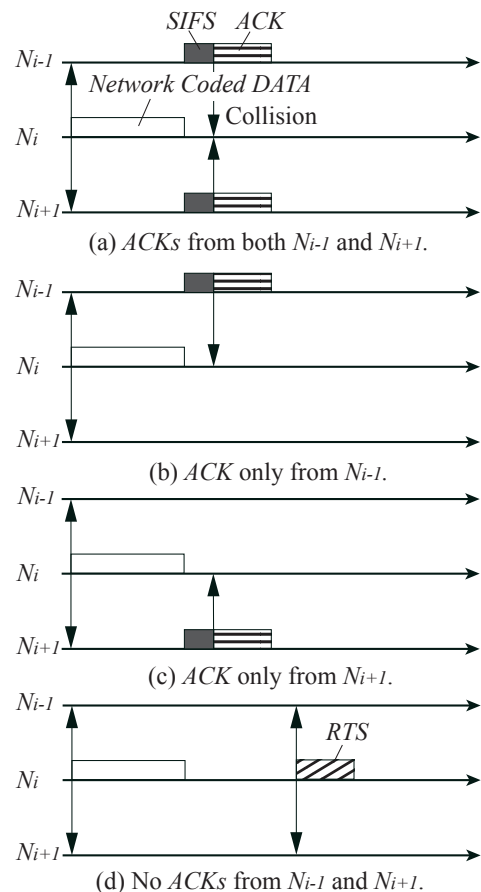 SIFS ACK
Ni-1
Network Coded DATA
Ni
Collision
Ni+1
(a) ACKs from both Ni-1 and Ni+1.
Ni-1
Ni
Ni+1
(b) ACK only from Ni-1.
Ni-1
Ni
Ni+1
(c) ACK only from Ni+1.
Ni-1
RTS
Ni
Ni+1
(d) No ACKs from Ni-1 and Ni+1.